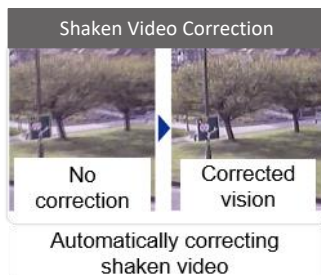 Shaken Video Correction
No
correction
Corrected
vision
Automatically correcting
shaken video